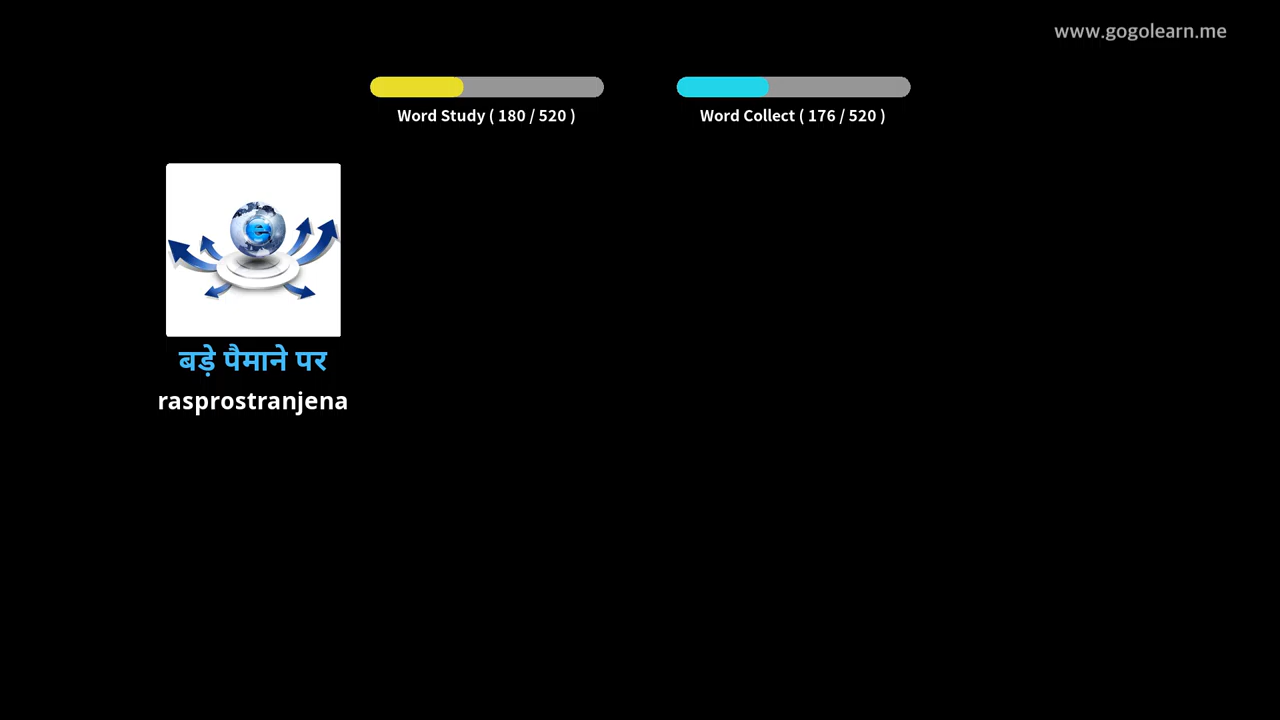 www.gogolearn.me
Word Study ( 180 / 520 )
Word Collect ( 176 / 520 )
e
बड़े पैमाने पर
rasprostranjena